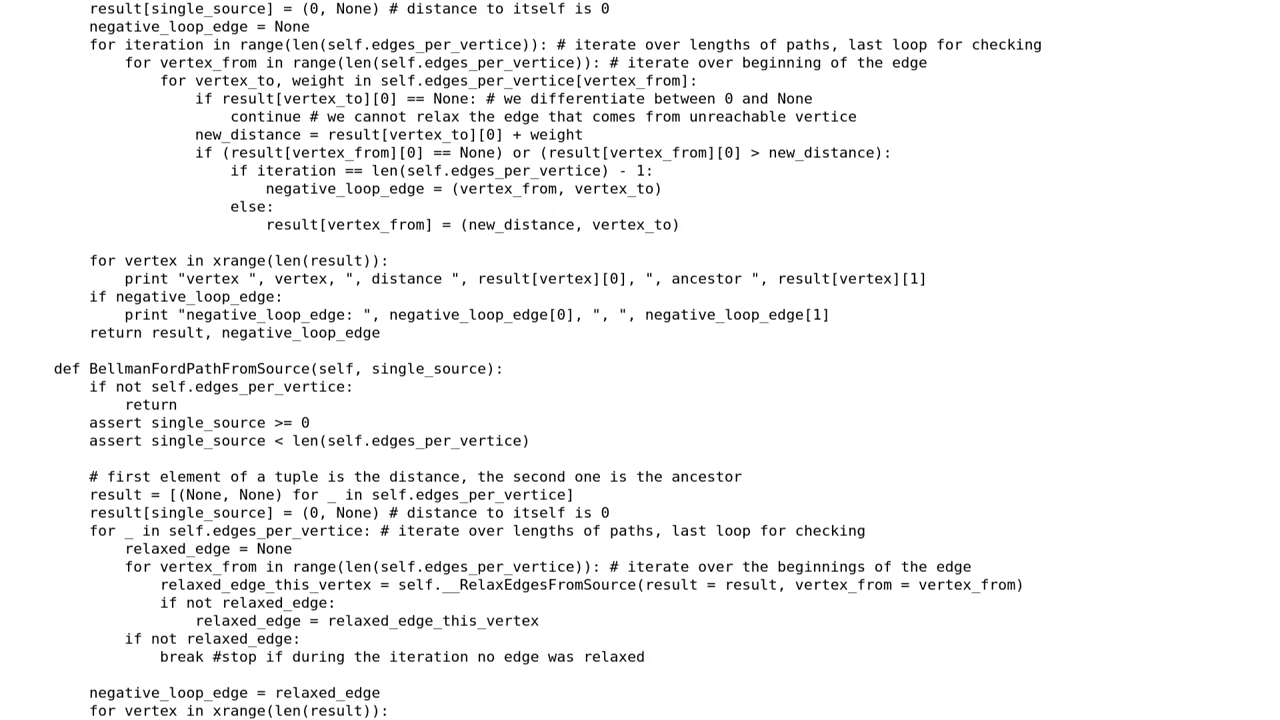 result[single_source] = (0, None) # distance to itself is 0
negative_loop_edge = None
for iteration in range(len(self.edges_per_vertice)): # iterate over lengths of paths, last loop for checking
for vertex_from in range(len(self.edges_per_vertice)): # iterate over beginning of the edge
for vertex_to, weight in self.edges_per_vertice[vertex_from]:
if result[vertex_to][0] == None: # we differentiate between 0 and None
continue # we cannot relax the edge that comes from unreachable vertice
new_distance = result[vertex_to][0] + weight
if (result[vertex_from][0] == None) or (result[vertex_from][0] > new_distance):
if iteration == len(self.edges_per_vertice) - 1:
negative_loop_edge = (vertex_from, vertex_to)
else:
result[vertex_from] = (new_distance, vertex_to)
for vertex in xrange(len(result)):
print "vertex ", vertex, ", distance ", result[vertex][0], ", ancestor ", result[vertex][1]
if negative_loop_edge:
print "negative_loop_edge: ", negative_loop_edge[0], ", ", negative_loop_edge[1]
return result, negative_loop_edge
def BellmanFordPathFromSource(self, single_source):
if not self.edges_per_vertice:
return
assert single_source >= 0
assert single_source < len(self.edges_per_vertice)
# first element of a tuple is the distance, the second one is the ancestor
result = [(None, None) for _ in self.edges_per_vertice]
result[single_source] = (0, None) # distance to itself is 0
for _ in self.edges_per_vertice: # iterate over lengths of paths, last loop for checking
relaxed_edge = None
for vertex_from in range(len(self.edges_per_vertice)): # iterate over the beginnings of the edge
relaxed_edge_this_vertex = self.__RelaxEdgesFromSource(result = result, vertex_from = vertex_from)
if not relaxed_edge:
relaxed_edge = relaxed_edge_this_vertex
if not relaxed_edge:
break #stop if during the iteration no edge was relaxed
negative_loop_edge = relaxed_edge
for vertex in xrange(len(result)):